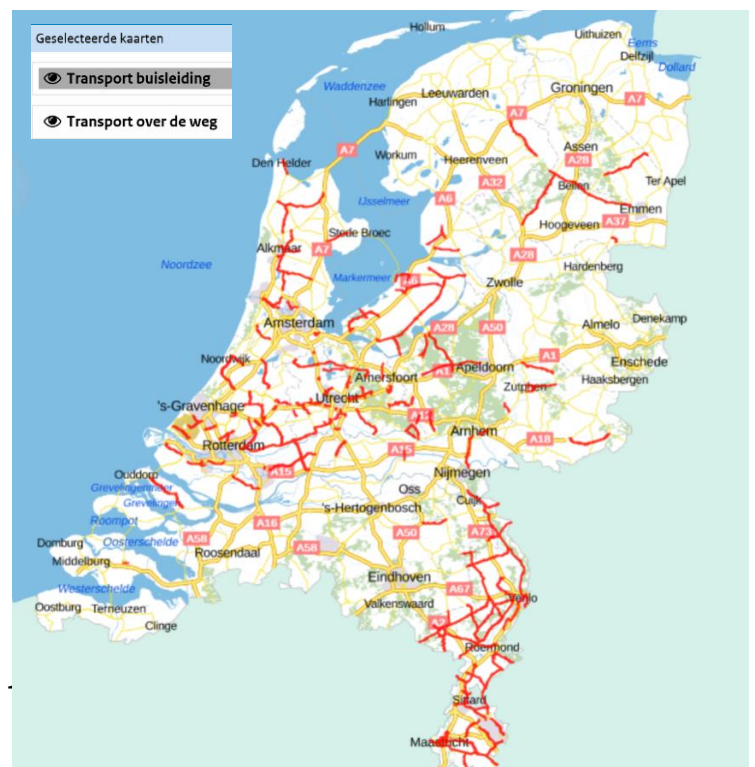 Geselecteerde kaarten
Transport buisleiding
Transport over de weg
Hollum
Uithuizen
Eems
Delfzijl
Dollard
Waddenzee
Leeuwarden
Groningen
Harlingen
A7
A7
A7
Assen
Den Helder
Workum
Heerenveen
A28
A32
Beilen
Ter Apel
IJsselmeer
A6
Emmen
Hoogeveen
A37
Stede Broec
Alkmaar
A7
A28
Noordzee
Markermeer
A6
Zwolle
Hardenberg
Amsterdam
A28
A50
Almelo
Denekamp
Noordwijk
A1
Enschede
Amersfoort
A1
Apeldoorn
Zutphen
Haaksbergen
's-Gravenhage
Utrecht
A12
Arnhem
A18
Rotterdam
A15
A15
Nijmegen
Ouddorp
Grevelingenmeer
Oss
Cuijk
Grevelingen
's-Hertogenbosch
Roompot
A16
A50
A73
Domburg
Oosterschelde
A58
A58
Roosendaal
Middelburg
Eindhoven
Westerschelde
A67
Venlo
Oostburg
Terneuzen
Valkenswaard
Clinge
A2
Roermond
Sittard
Maastricht